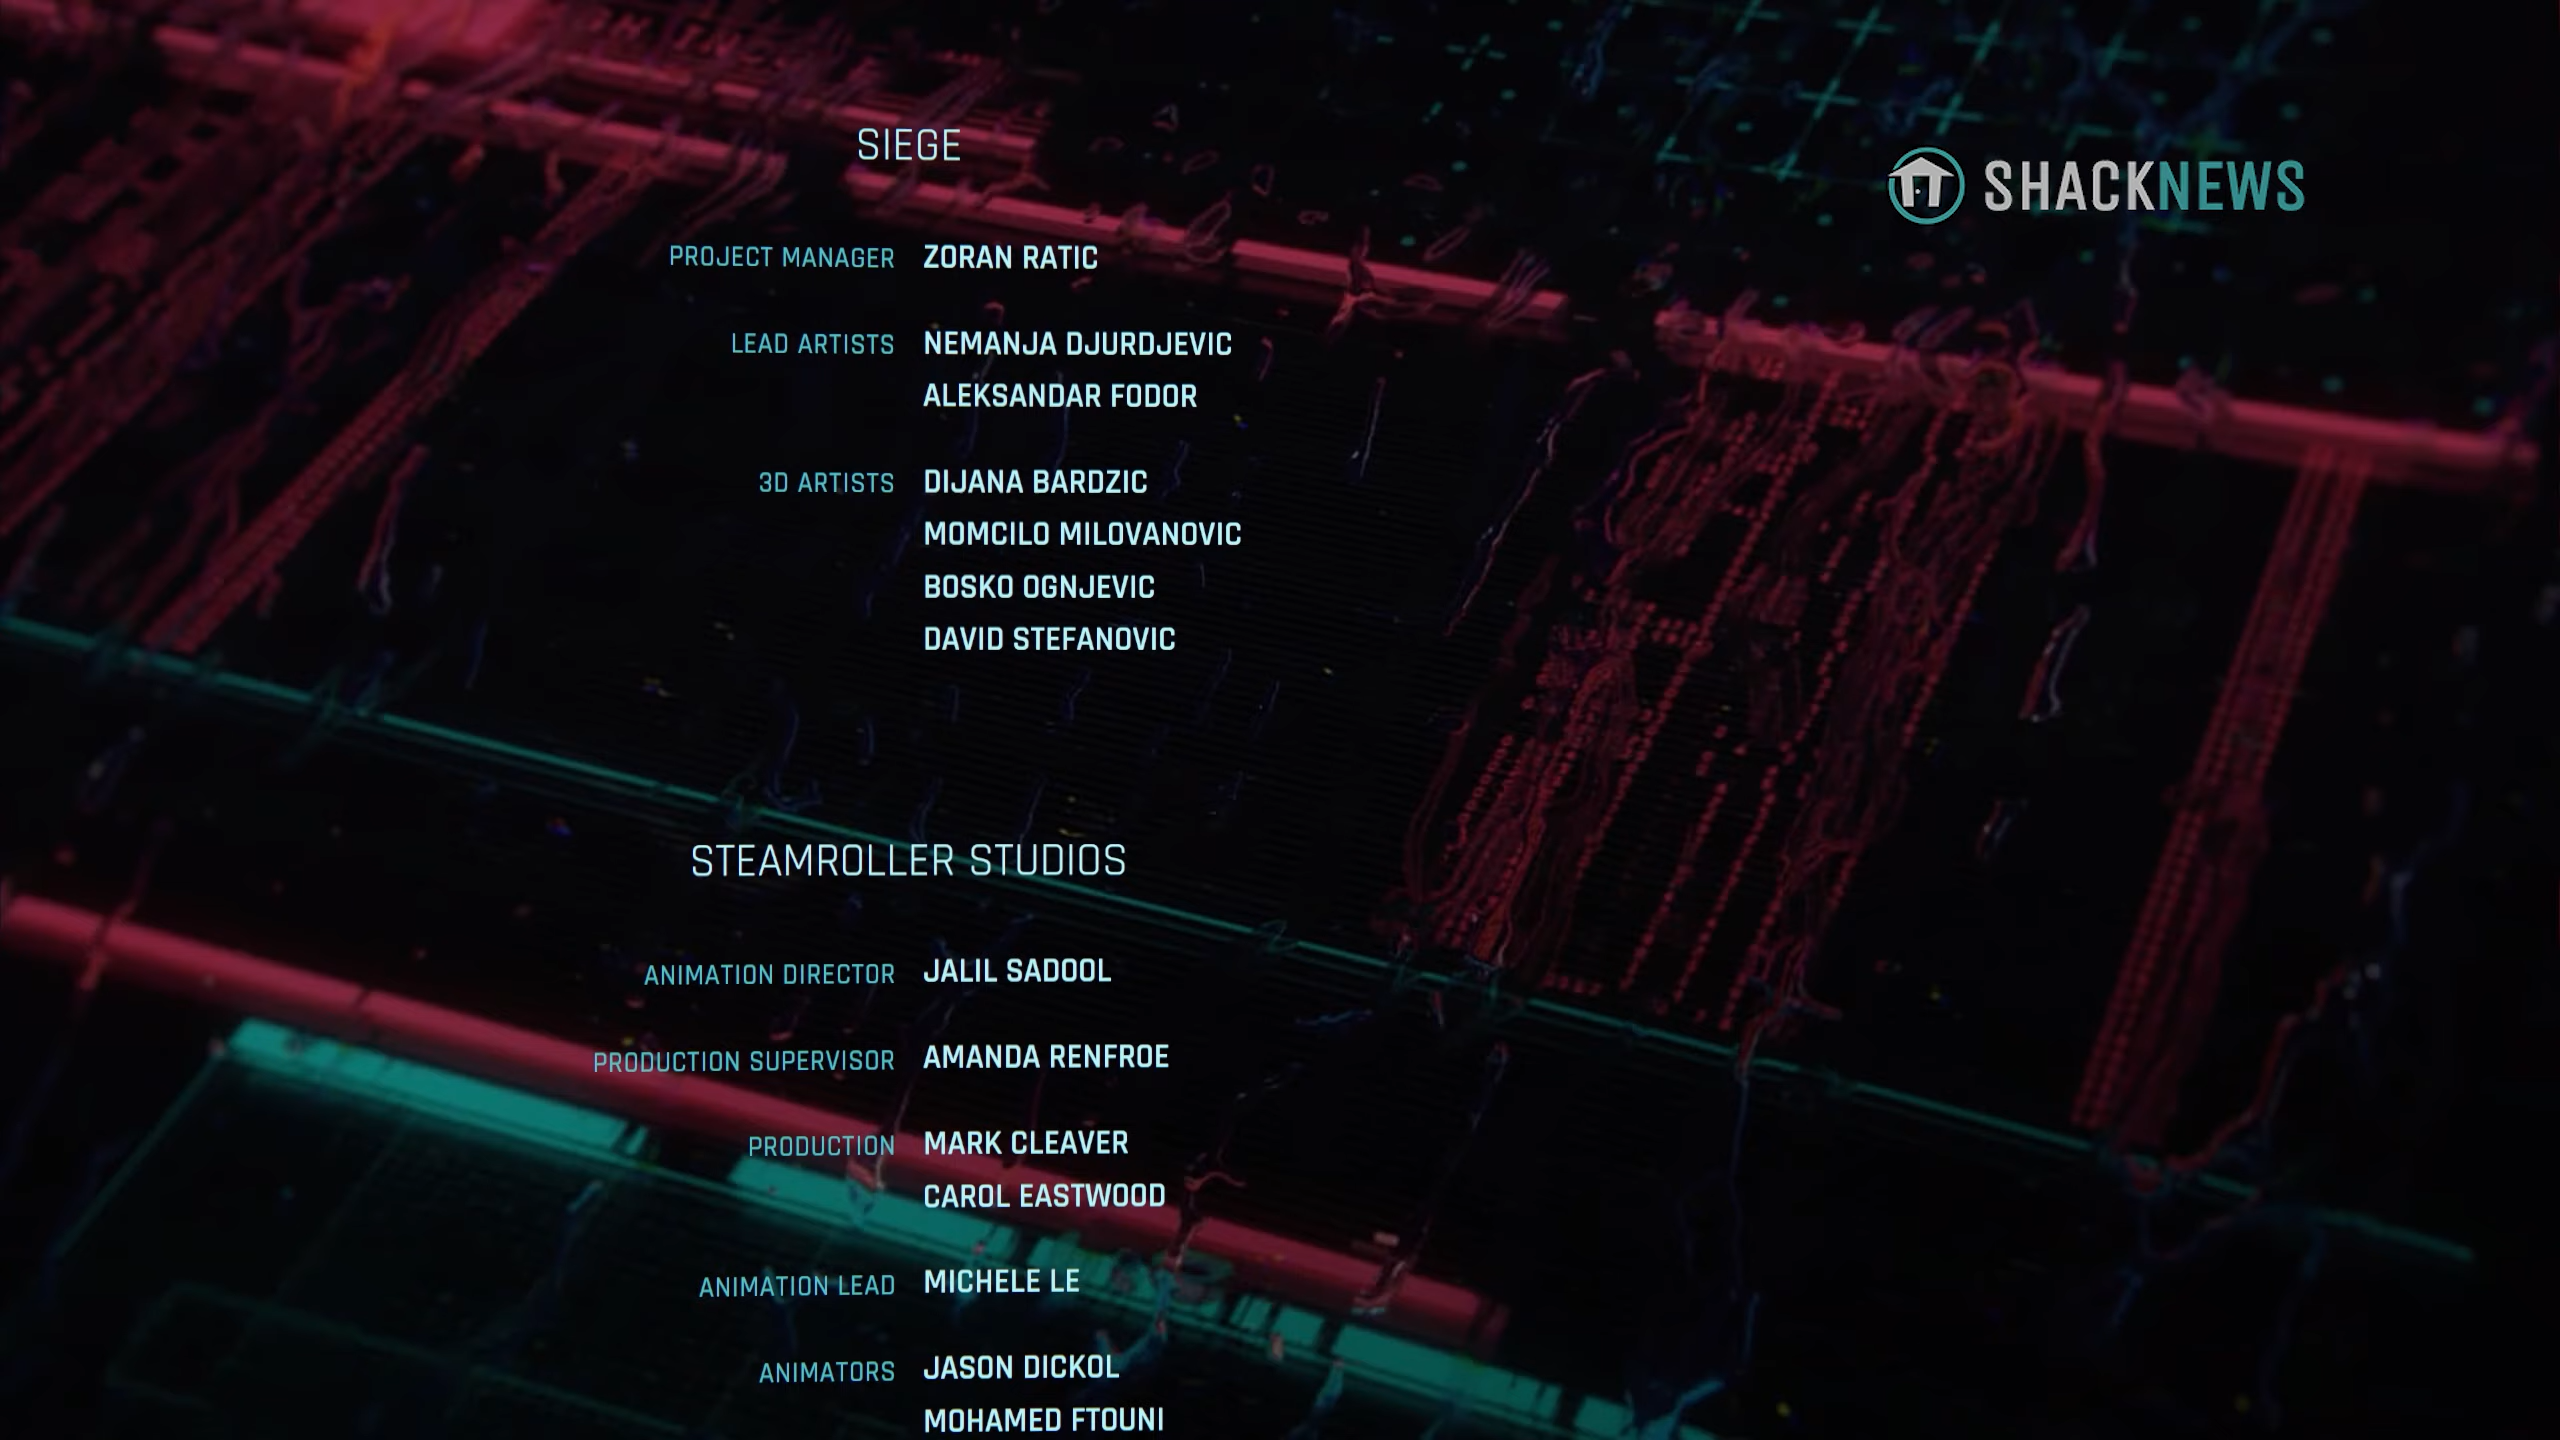 SIEGE
SHACKNEWS
PROJECT MANAGER ZORAN RATIC
LEAD ARTISTS NEMANJA DJURDJEVIC
ALEKSANDAR FODOR
3D ARTISTS DIJANA BARDZIC
MOMCILO MILOVANOVIC
BOSKO OGNJEVIC
DAVID STEFANOVIC
STEAMROLLER STUDIOS
ANIMATION DIRECTOR JALIL SADOOL
PRODUCTION SUPERVISOR AMANDA RENFROE
PRODUCTION MARK CLEAVER
CAROL EASTWOOD
ANIMATION LEAD MICHELE LE
ANIMATORS JASON DICKOL
MOHAMED FTOUNI